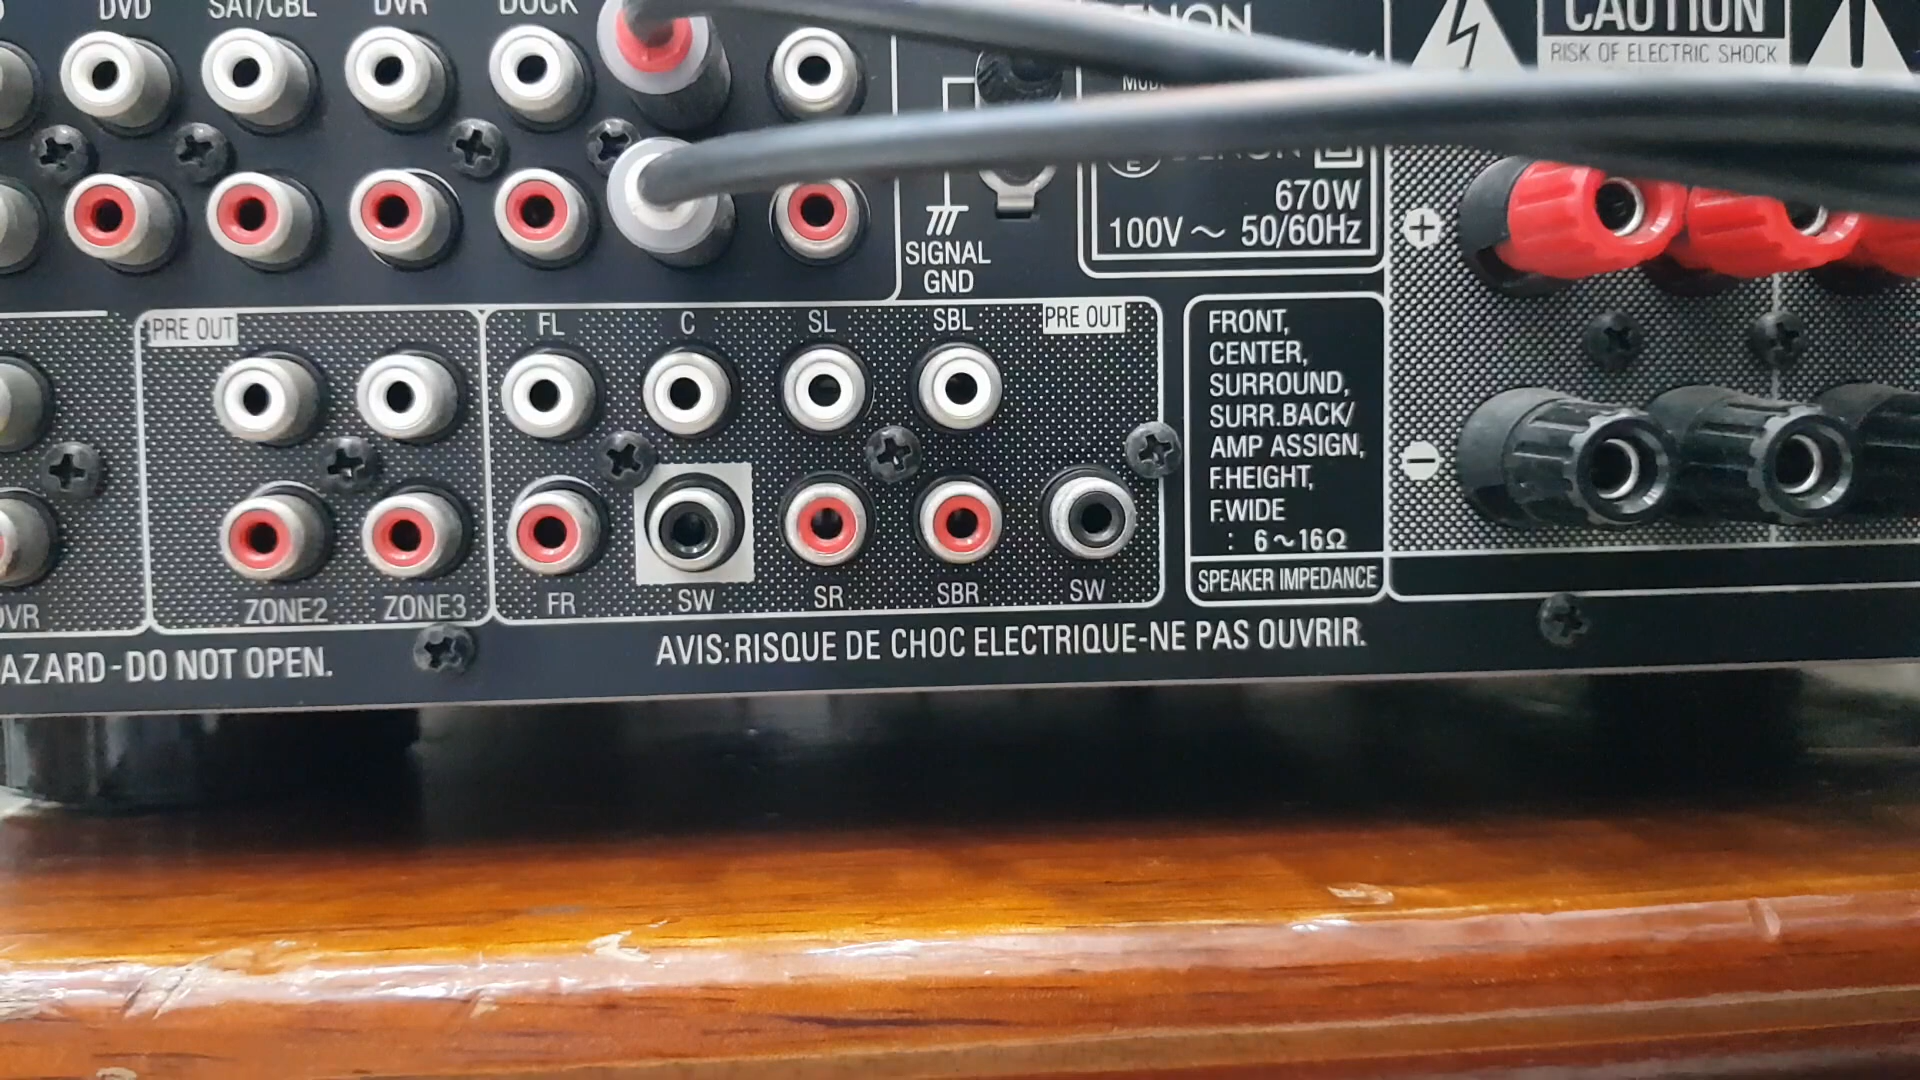 DVD SAT/CBL DVR DOCK
DENON
CAUTION
RISK OF ELECTRIC SHOCK
670W
100V～ 50/60Hz
SIGNAL
GND
PRE OUT
FL C SL SBL
PRE OUT
FRONT,
CENTER,
SURROUND,
SURR.BACK/
AMP ASSIGN,
F.HEIGHT,
F.WIDE
: 6～16Ω
SPEAKER IMPEDANCE
+
−
DVR
ZONE2 ZONE3
FR SW SR SBR SW
AZARD-DO NOT OPEN.
AVIS:RISQUE DE CHOC ELECTRIQUE-NE PAS OUVRIR.